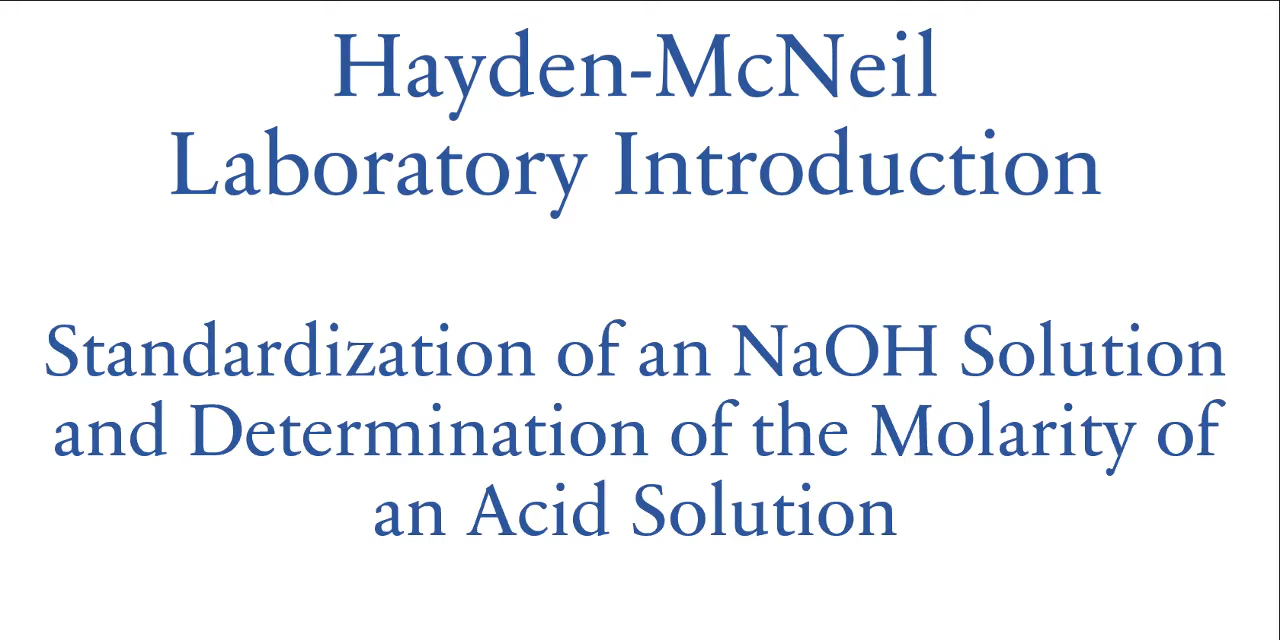 Hayden-McNeil
Laboratory Introduction
Standardization of an NaOH Solution
and Determination of the Molarity of
an Acid Solution